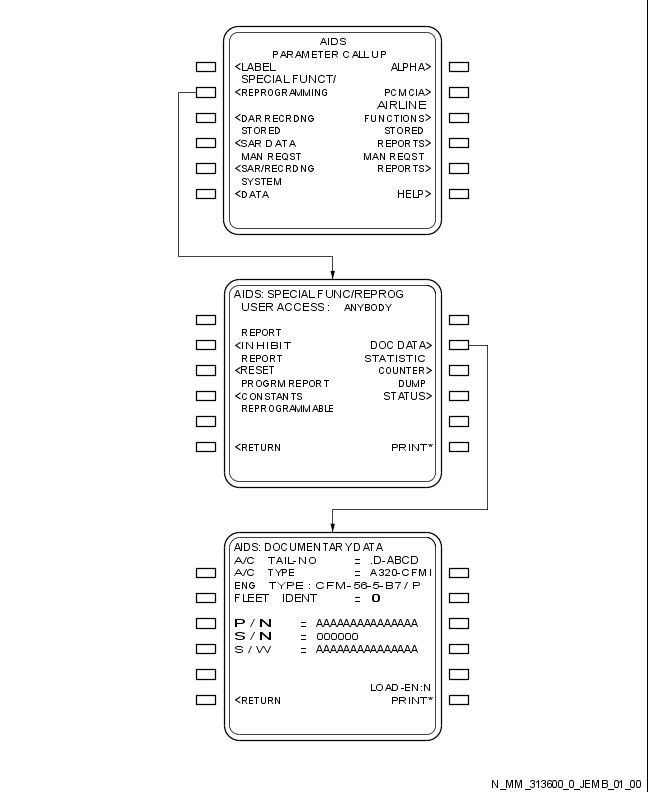 AIDS
PARAMETER CALL UP
<LABEL ALPHA>
SPECIAL FUNCT/
<REPROGRAMMING PCMCIA>
AIRLINE
<DAR RECRDNG FUNCTIONS>
STORED STORED
<SAR DATA REPORTS>
MAN REQST MAN REQST
<SAR/RECRDNG REPORTS>
SYSTEM
<DATA HELP>
AIDS: SPECIAL FUNC/REPROG
USER ACCESS : ANYBODY
REPORT
<INHIBIT DOC DATA>
REPORT STATISTIC
<RESET COUNTER>
PROGRM REPORT DUMP
<CONSTANTS STATUS>
REPROGRAMMABLE
<RETURN PRINT*
AIDS: DOCUMENTARY DATA
A/C TAIL-NO = .D-ABCD
A/C TYPE = A320-CFMI
ENG TYPE : CFM-56-5-B7/P
FLEET IDENT = 0
P/N = AAAAAAAAAAAAAAA
S/N = 000000
S/W = AAAAAAAAAAAAAAA
LOAD-EN:N
<RETURN PRINT*
N_MM_313600_0_JEMB_01_00